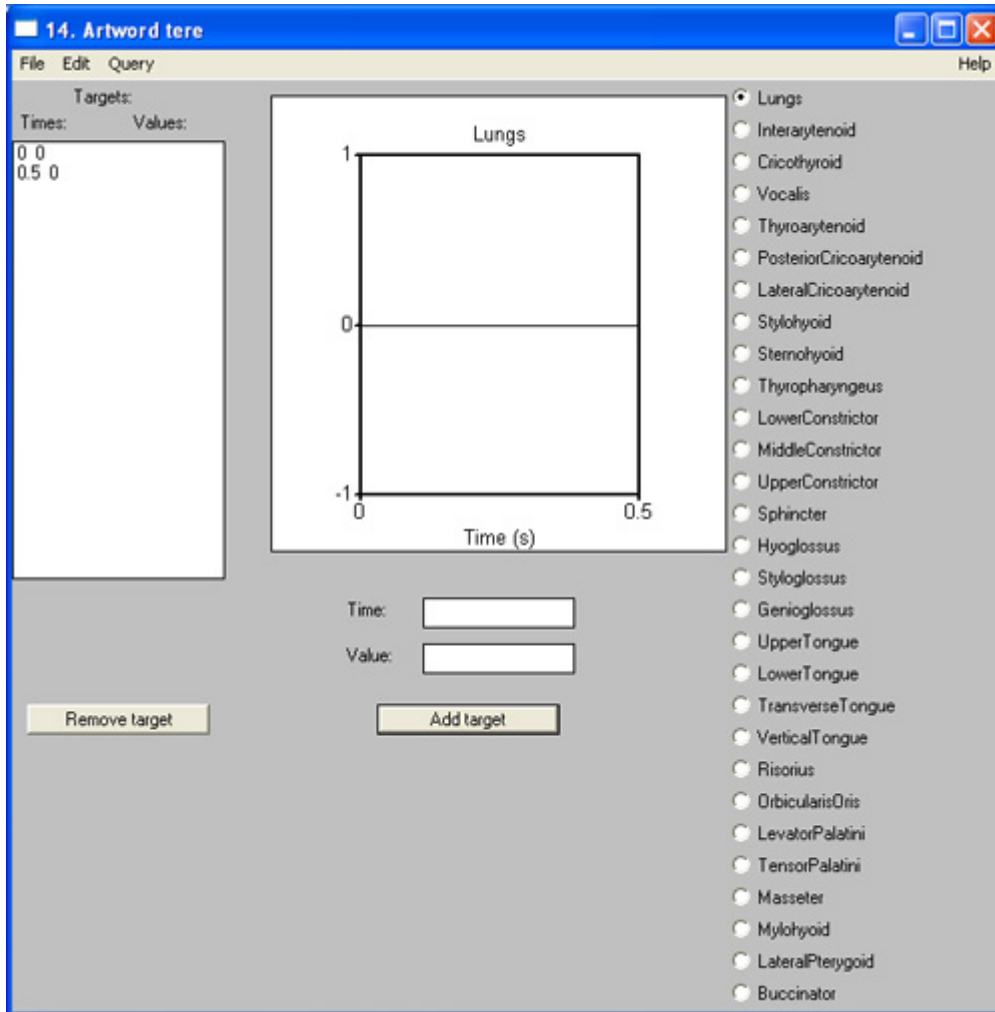 14. Artword tere
File Edit Query Help
Targets:
Times: Values:
0 0
0.5 0
Lungs
1
0
-1
0 0.5
Time (s)
Time:
Value:
Remove target
Add target
Lungs
Interarytenoid
Cricothyroid
Vocalis
Thyroarytenoid
PosteriorCricoarytenoid
LateralCricoarytenoid
Stylohyoid
Sternohyoid
Thyropharyngeus
LowerConstrictor
MiddleConstrictor
UpperConstrictor
Sphincter
Hyoglossus
Styloglossus
Genioglossus
UpperTongue
LowerTongue
TransverseTongue
VerticalTongue
Risorius
OrbicularisOris
LevatorPalatini
TensorPalatini
Masseter
Mylohyoid
LateralPterygoid
Buccinator